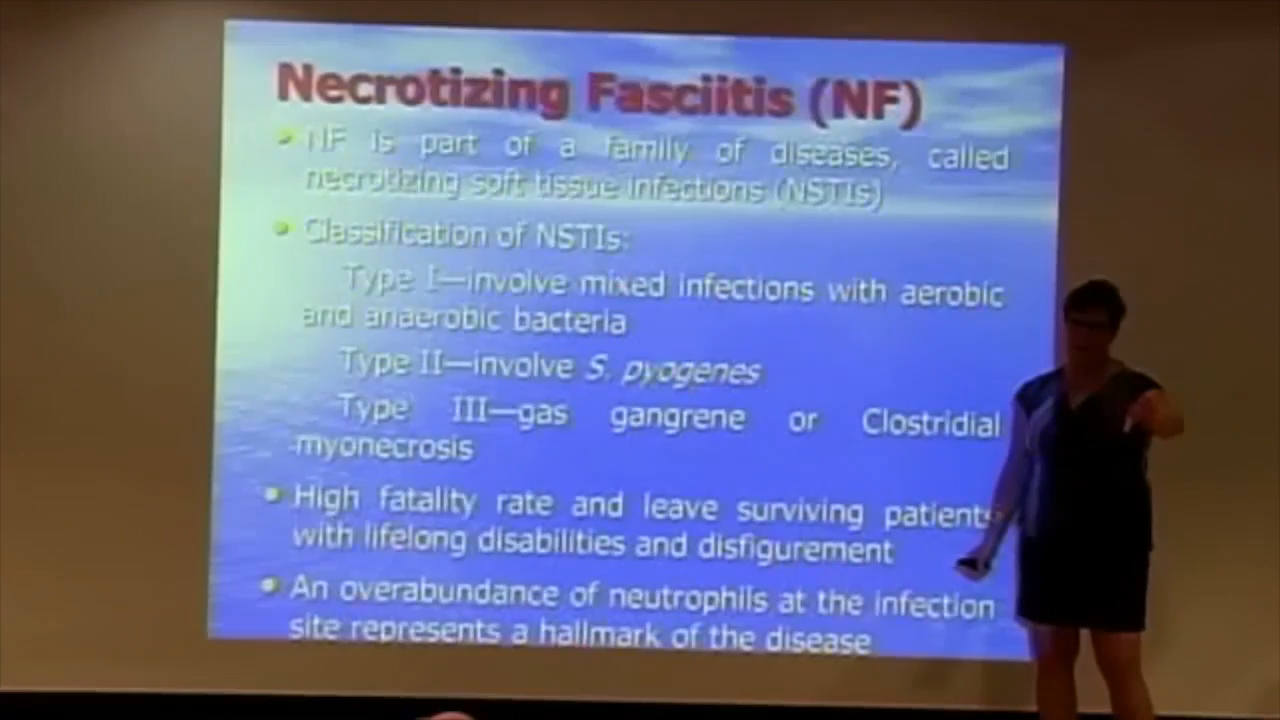 Necrotizing Fasciitis (NF)
NF is part of a family of diseases, called
necrotizing soft tissue infections (NSTIs)
Classification of NSTIs:
Type I—involve mixed infections with aerobic
and anaerobic bacteria
Type II—involve S. pyogenes
Type III—gas gangrene or Clostridial
myonecrosis
High fatality rate and leave surviving patients
with lifelong disabilities and disfigurement
An overabundance of neutrophils at the infection
site represents a hallmark of the disease